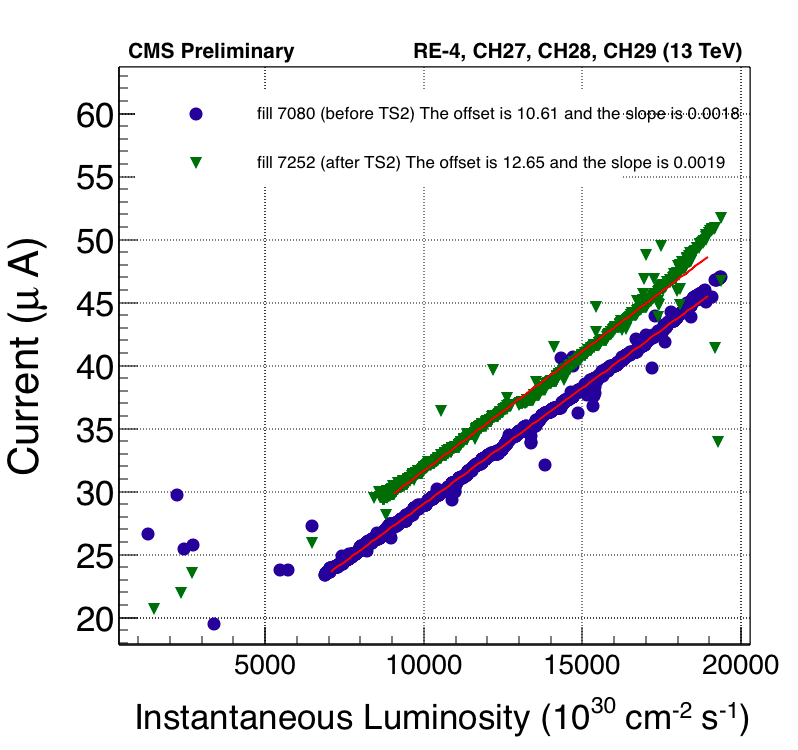 CMS Preliminary RE-4, CH27, CH28, CH29 (13 TeV)
fill 7080 (before TS2) The offset is 10.61 and the slope is 0.0018
fill 7252 (after TS2) The offset is 12.65 and the slope is 0.0019
60
55
50
45
40
35
30
25
20
Current (μ A)
5000 10000 15000 20000
Instantaneous Luminosity (10³⁰ cm⁻² s⁻¹)